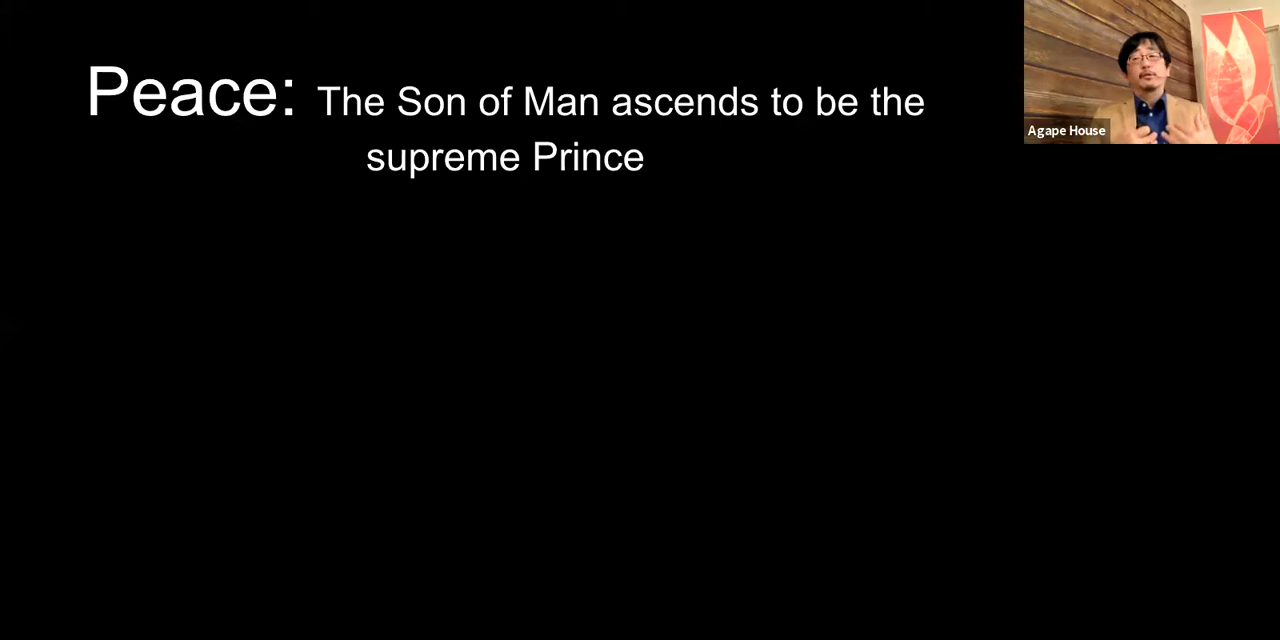 Peace: The Son of Man ascends to be the
supreme Prince
Agape House